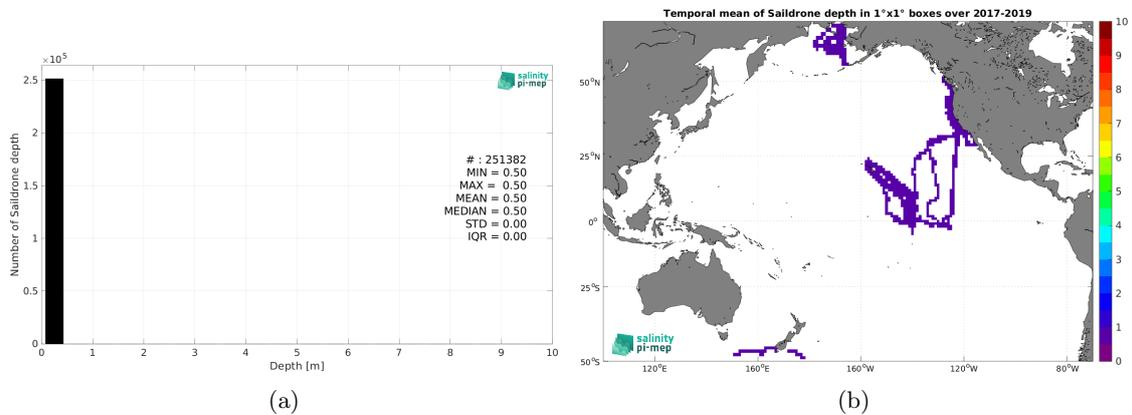 ×10⁵
2.5
2
1.5
1
0.5
0
Number of Saildrone depth
salinity
pi-mep
# : 251382
MIN = 0.50
MAX = 0.50
MEAN = 0.50
MEDIAN = 0.50
STD = 0.00
IQR = 0.00
0 1 2 3 4 5 6 7 8 9 10
Depth [m]
(a)
Temporal mean of Saildrone depth in 1°x1° boxes over 2017-2019
50°N
25°N
0°
25°S
50°S
salinity
pi-mep
120°E 160°E 160°W 120°W 80°W
10
9
8
7
6
5
4
3
2
1
0
(b)